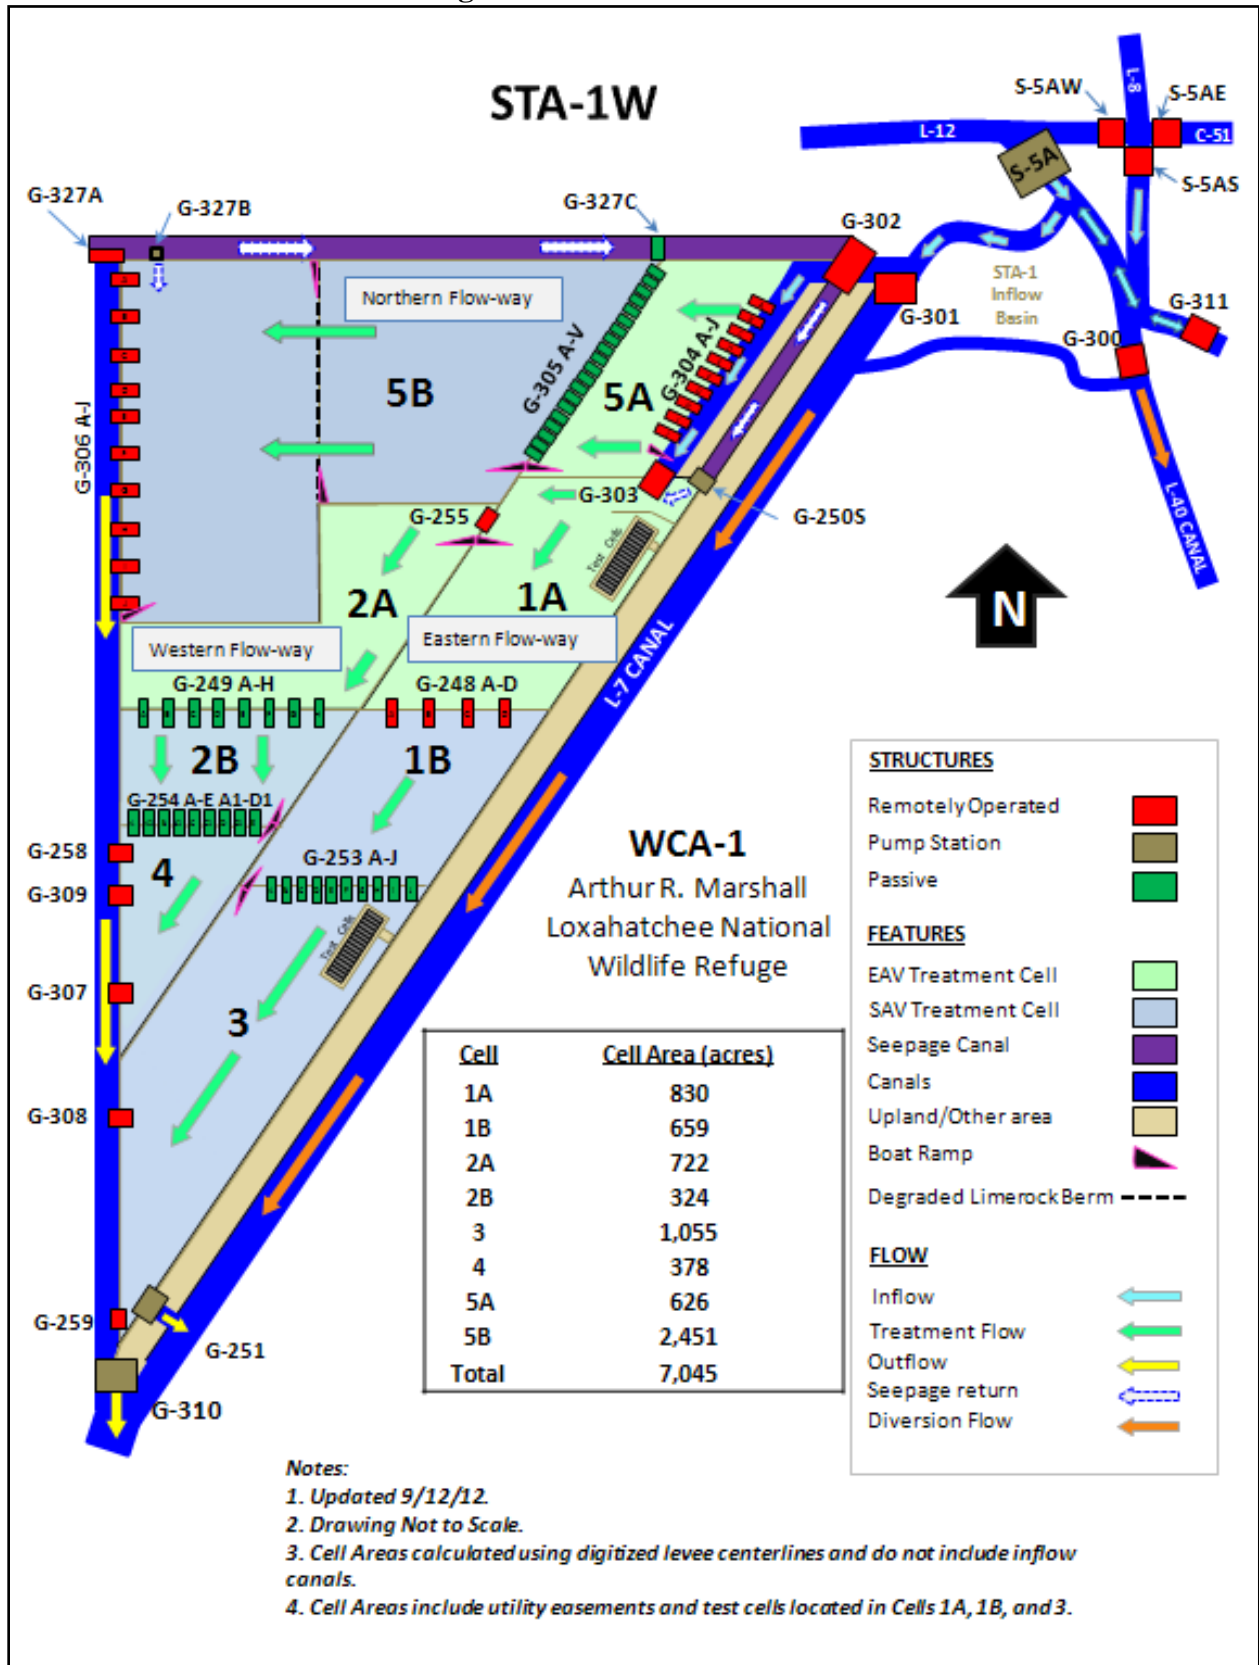 STA-1W
L-8
S-5AW
S-5AE
L-12
C-51
S-5A
S-5AS
G-327A
G-327B
G-327C
G-302
STA-1
Inflow
Basin
G-311
G-301
G-300
Northern Flow-way
G-305 A-V
G-304 A-J
5B
5A
G-306 A-J
G-303
G-250S
G-255
Test Cells
L-40 CANAL
2A
1A
N
Western Flow-way
Eastern Flow-way
L-7 CANAL
G-249 A-H
G-248 A-D
2B
1B
G-254 A-E A1-D1
G-258
G-309
4
G-253 A-J
Test Cells
G-307
3
G-308
G-259
G-251
G-310
WCA-1
Arthur R. Marshall
Loxahatchee National
Wildlife Refuge
Cell Cell Area (acres)
1A 830
1B 659
2A 722
2B 324
3 1,055
4 378
5A 626
5B 2,451
Total 7,045
STRUCTURES
Remotely Operated
Pump Station
Passive
FEATURES
EAV Treatment Cell
SAV Treatment Cell
Seepage Canal
Canals
Upland/Other area
Boat Ramp
Degraded Limerock Berm
FLOW
Inflow
Treatment Flow
Outflow
Seepage return
Diversion Flow
Notes:
1. Updated 9/12/12.
2. Drawing Not to Scale.
3. Cell Areas calculated using digitized levee centerlines and do not include inflow
canals.
4. Cell Areas include utility easements and test cells located in Cells 1A, 1B, and 3.